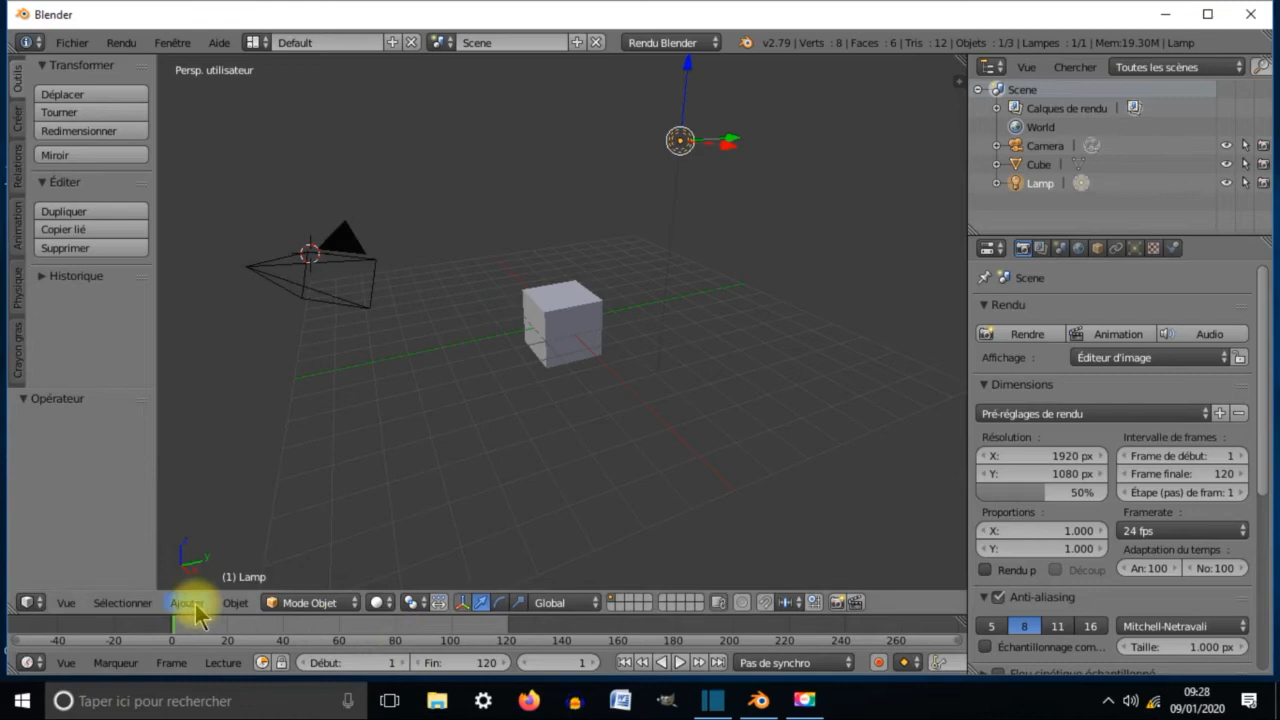 Blender
Fichier Rendu Fenêtre Aide Default Scene Rendu Blender v2.79 | Verts : 8 | Faces : 6 | Tris : 12 | Objets : 1/3 | Lampes : 1/1 | Mem:19.30M | Lamp
Outils
Créer
Relations
Animation
Physique
Crayon gras
Transformer
Déplacer
Tourner
Redimensionner
Miroir
Éditer
Dupliquer
Copier lié
Supprimer
Historique
Opérateur
Persp. utilisateur
(1) Lamp
Vue Chercher Toutes les scènes
Scene
Calques de rendu
World
Camera
Cube
Lamp
Scene
Rendu
Rendre Animation Audio
Affichage : Éditeur d'image
Dimensions
Pré-réglages de rendu
Résolution : Intervalle de frames :
X: 1920 px Frame de début: 1
Y: 1080 px Frame finale: 120
50% Étape (pas) de fram: 1
Proportions : Framerate :
X: 1.000 24 fps
Y: 1.000 Adaptation du temps :
Rendu p Découp An: 100 No: 100
Anti-aliasing
5 8 11 16 Mitchell-Netravali
Échantillonage com... Taille: 1.000 px
Flou cinétique échantillonné
Vue Sélectionner Ajouter Objet Mode Objet Global
-40 -20 0 20 40 60 80 100 120 140 160 180 200 220 240 260
Vue Marqueur Frame Lecture Début: 1 Fin: 120 1 Pas de synchro
Taper ici pour rechercher
09:28
09/01/2020